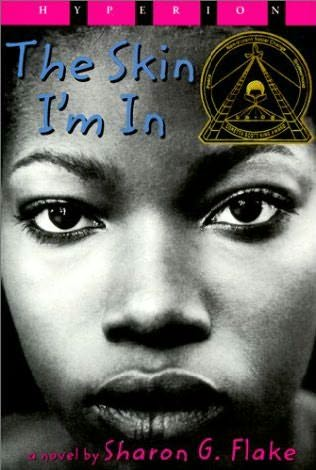 HYPERION
The Skin
I'm In
a novel by Sharon G. Flake